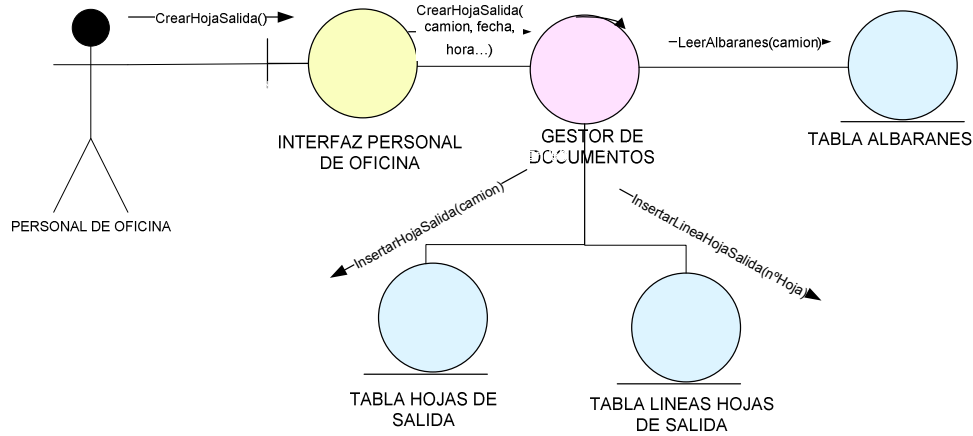 CrearHojaSalida()
CrearHojaSalida(
camion, fecha,
hora…)
LeerAlbaranes(camion)
INTERFAZ PERSONAL
DE OFICINA
GESTOR DE
DOCUMENTOS
TABLA ALBARANES
PERSONAL DE OFICINA
InsertarHojaSalida(camion)
InsertarLineaHojaSalida(nºHoja)
TABLA HOJAS DE
SALIDA
TABLA LINEAS HOJAS
DE SALIDA